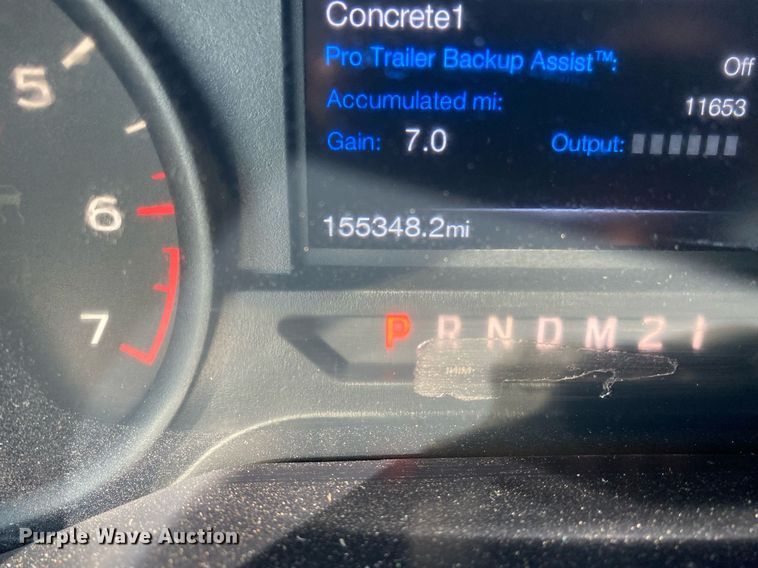 Concrete1
Pro Trailer Backup Assist™: Off
Accumulated mi: 11653
Gain: 7.0 Output:
155348.2mi
5
6
7
P R N D M 2 1
Purple Wave Auction